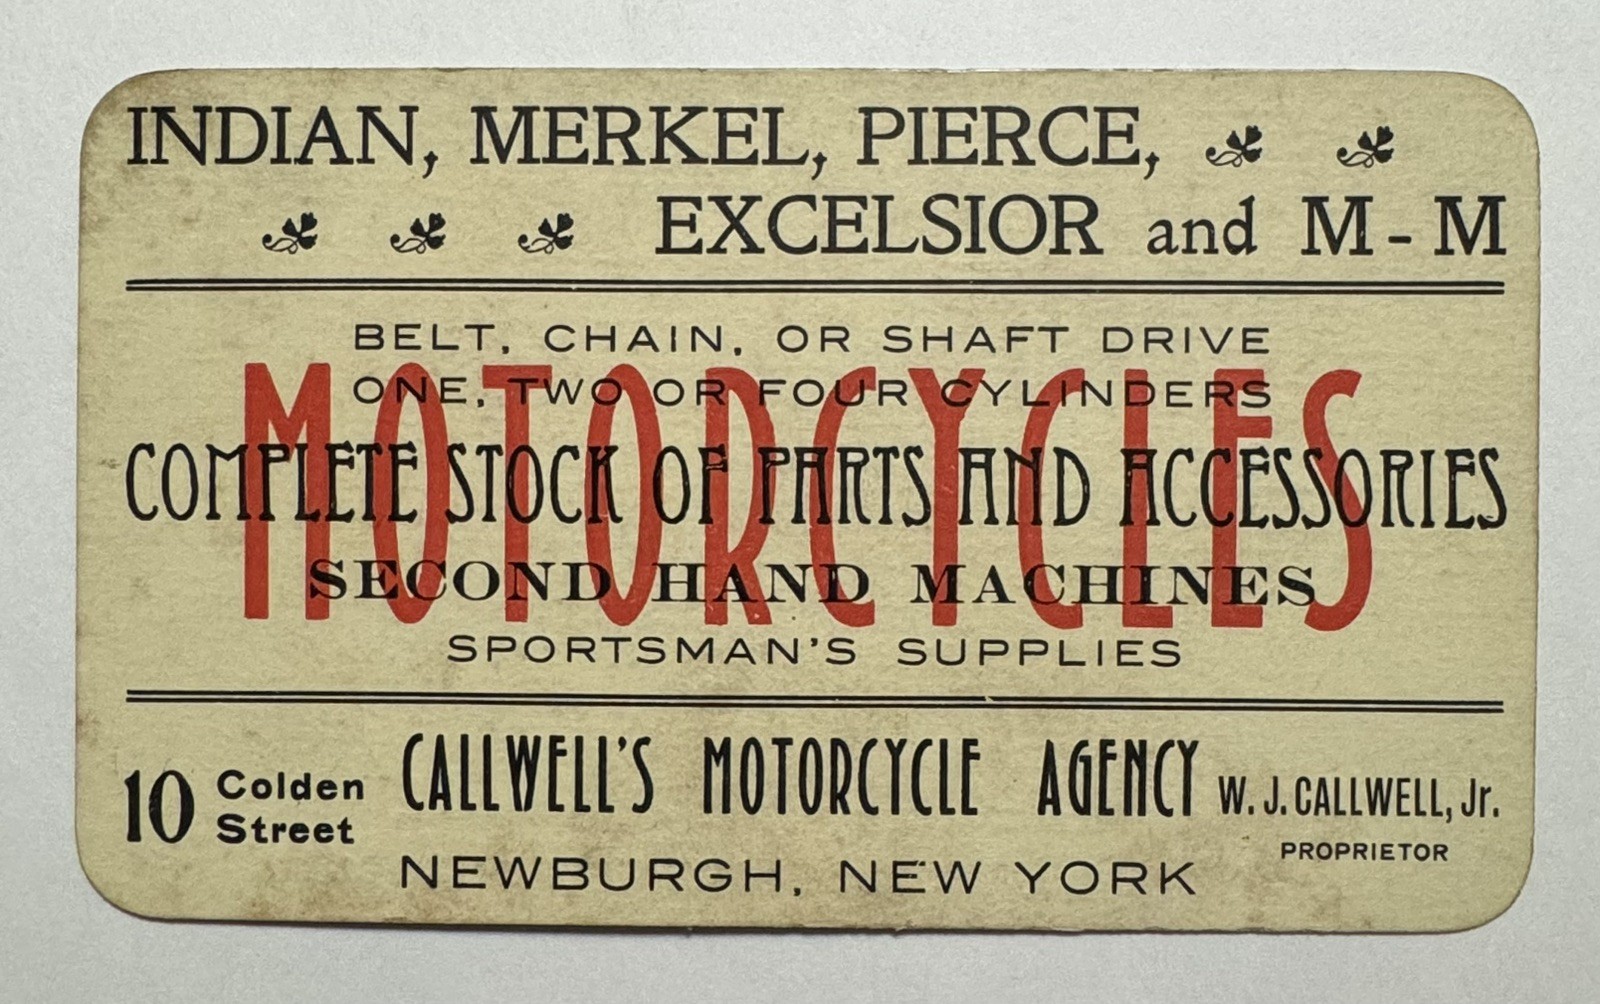 INDIAN, MERKEL, PIERCE,
EXCELSIOR and M-M
BELT, CHAIN, OR SHAFT DRIVE
ONE, TWO OR FOUR CYLINDERS
MOTORCYCLES
COMPLETE STOCK OF PARTS AND ACCESSORIES
SECOND HAND MACHINES
SPORTSMAN'S SUPPLIES
10 Colden Street
CALLWELL'S MOTORCYCLE AGENCY
NEWBURGH, NEW YORK
W. J. CALLWELL, Jr.
PROPRIETOR